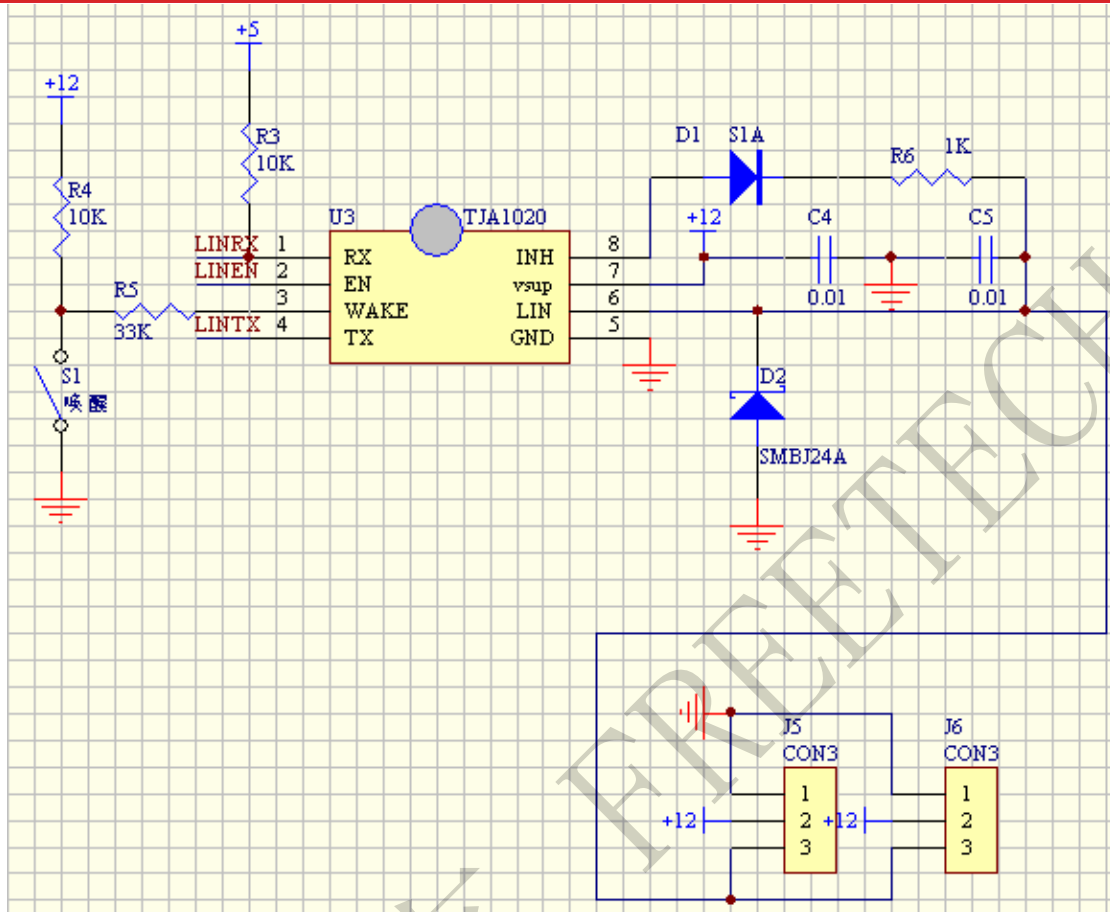 +5
+12
R3
10K
R4
10K
D1 S1A
R6 1K
U3 TJA1020
+12
C4
C5
0.01
0.01
LINRX 1 RX INH 8
LINEN 2 EN vsup 7
3 WAKE LIN 6
LINTX 4 TX GND 5
R5
33K
S1
唤醒
D2
SMBJ24A
J5
CON3
J6
CON3
1
+12 2
3
1
+12 2
3
FREETECH